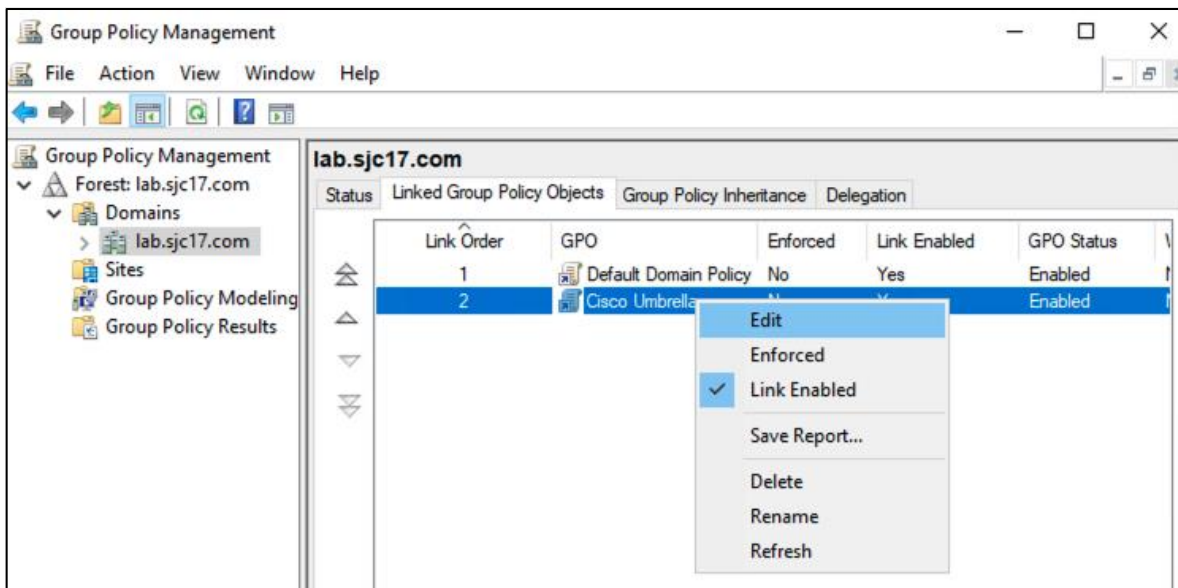 Group Policy Management
File Action View Window Help
Group Policy Management
Forest: lab.sjc17.com
Domains
lab.sjc17.com
Sites
Group Policy Modeling
Group Policy Results
lab.sjc17.com
Status Linked Group Policy Objects Group Policy Inheritance Delegation
Link Order GPO Enforced Link Enabled GPO Status
1 Default Domain Policy No Yes Enabled
2 Cisco Umbrella Enabled
Edit
Enforced
Link Enabled
Save Report...
Delete
Rename
Refresh